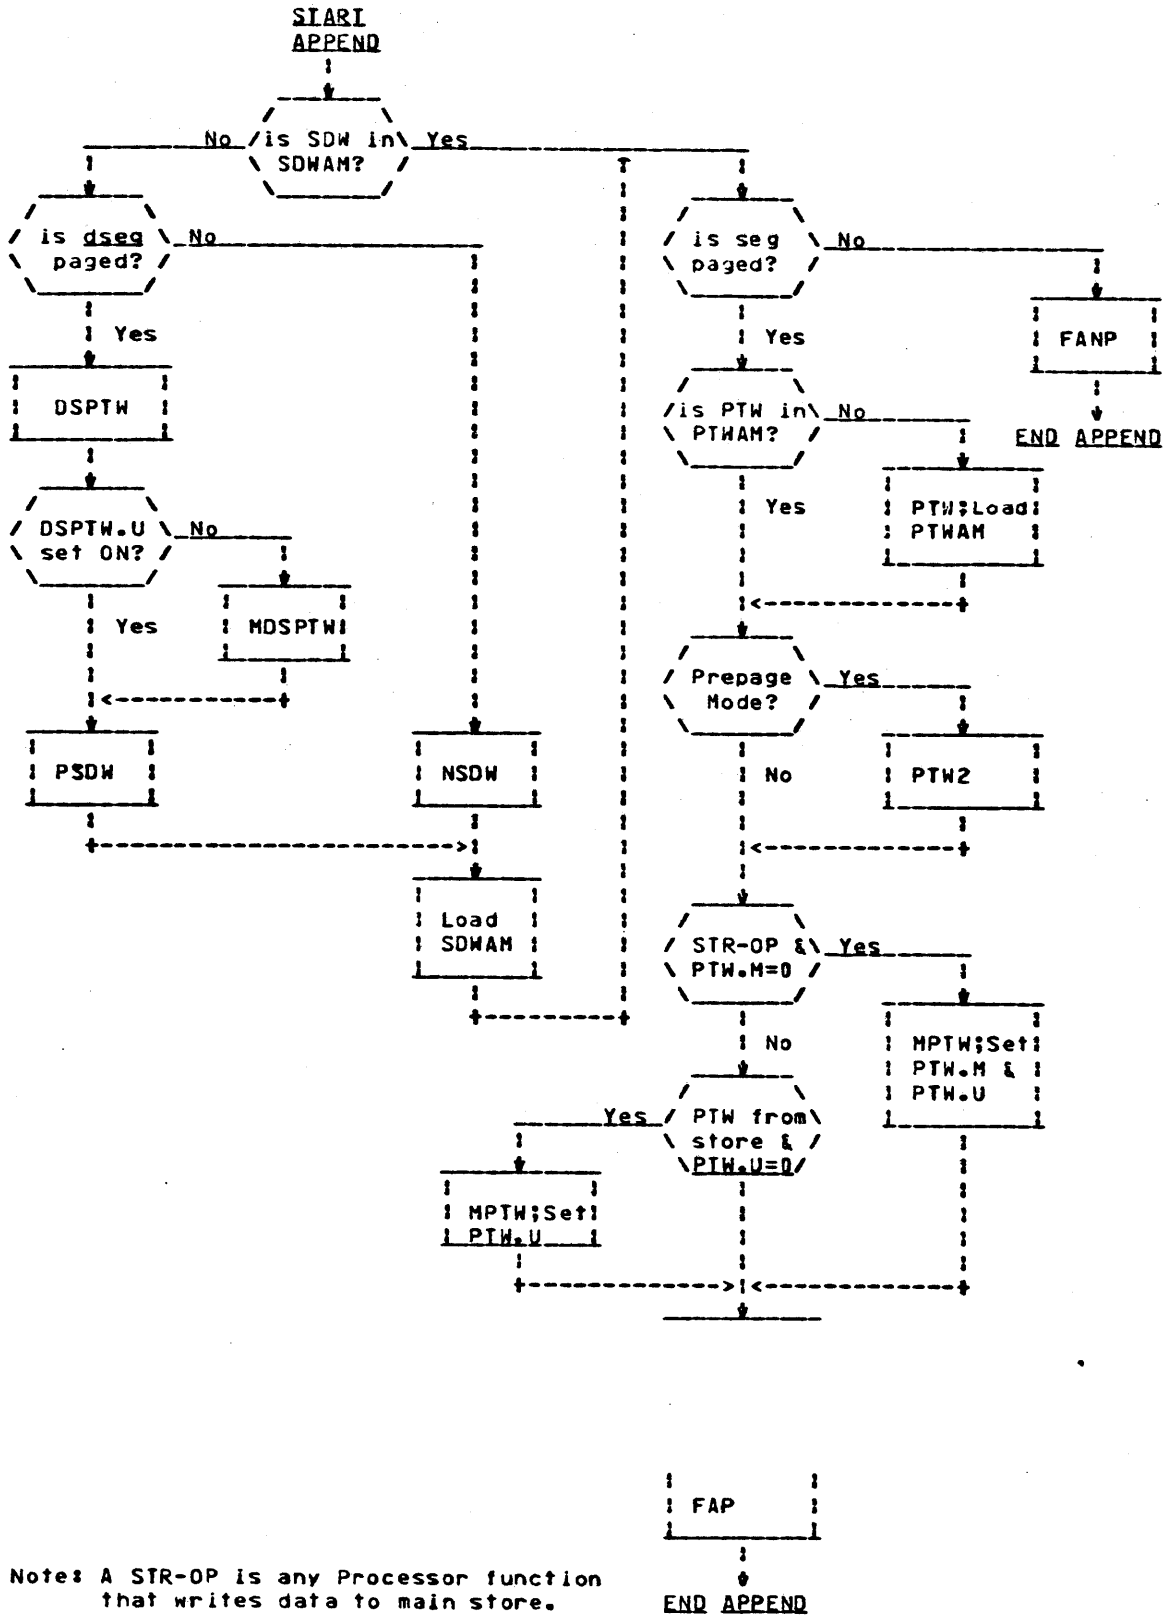 START
APPEND
No
is SDW in
SDWAM?
Yes
is dseg
paged?
No
is seg
paged?
No
Yes
Yes
FANP
DSPTW
is PTW in
PTWAM?
No
END APPEND
Yes
PTW;Load
PTWAM
DSPTW.U
set ON?
No
Yes
MDSPTW
Prepage
Mode?
Yes
PSDW
NSDW
No
PTW2
Load
SDWAM
STR-OP &
PTW.M=0
Yes
No
MPTW;Set
PTW.M &
PTW.U
Yes
PTW from
store &
PTW.U=0
MPTW;Set
PTW.U
FAP
Note: A STR-OP is any Processor function
that writes data to main store.
END APPEND